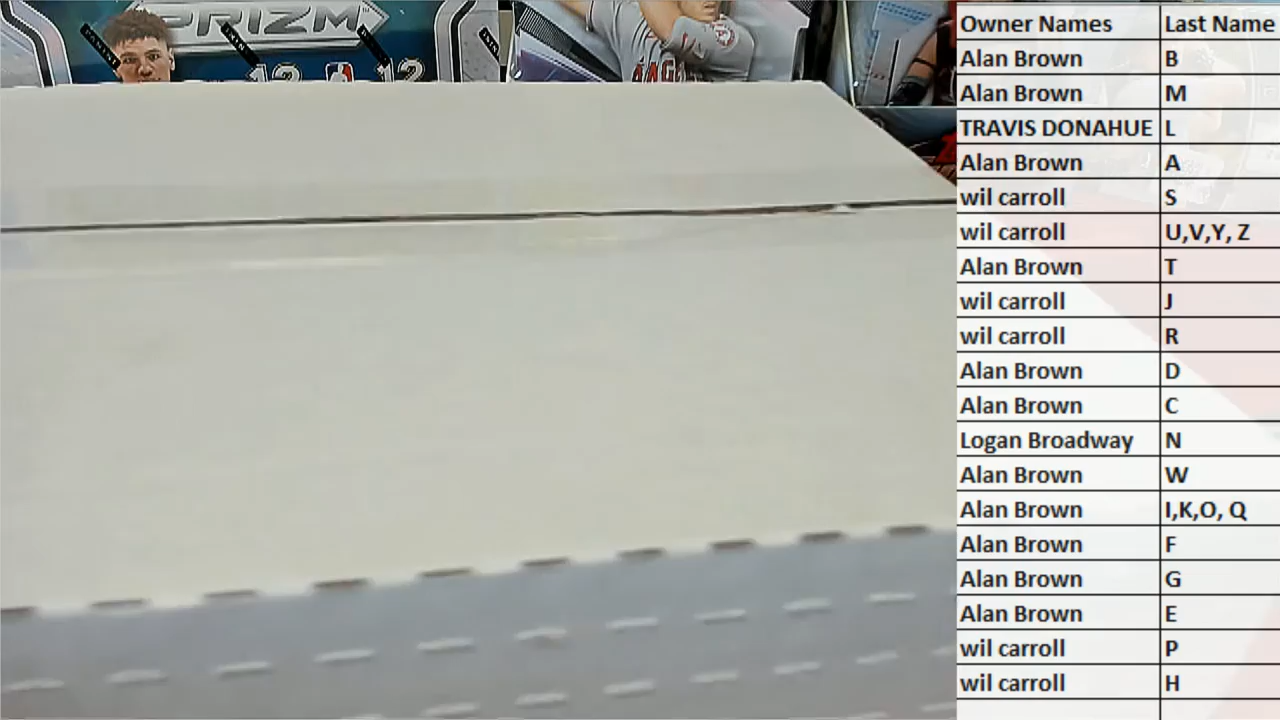 PRIZM
PANINI
12
12
Owner Names Last Name
Alan Brown B
Alan Brown M
TRAVIS DONAHUE L
Alan Brown A
wil carroll S
wil carroll U,V,Y, Z
Alan Brown T
wil carroll J
wil carroll R
Alan Brown D
Alan Brown C
Logan Broadway N
Alan Brown W
Alan Brown I,K,O, Q
Alan Brown F
Alan Brown G
Alan Brown E
wil carroll P
wil carroll H